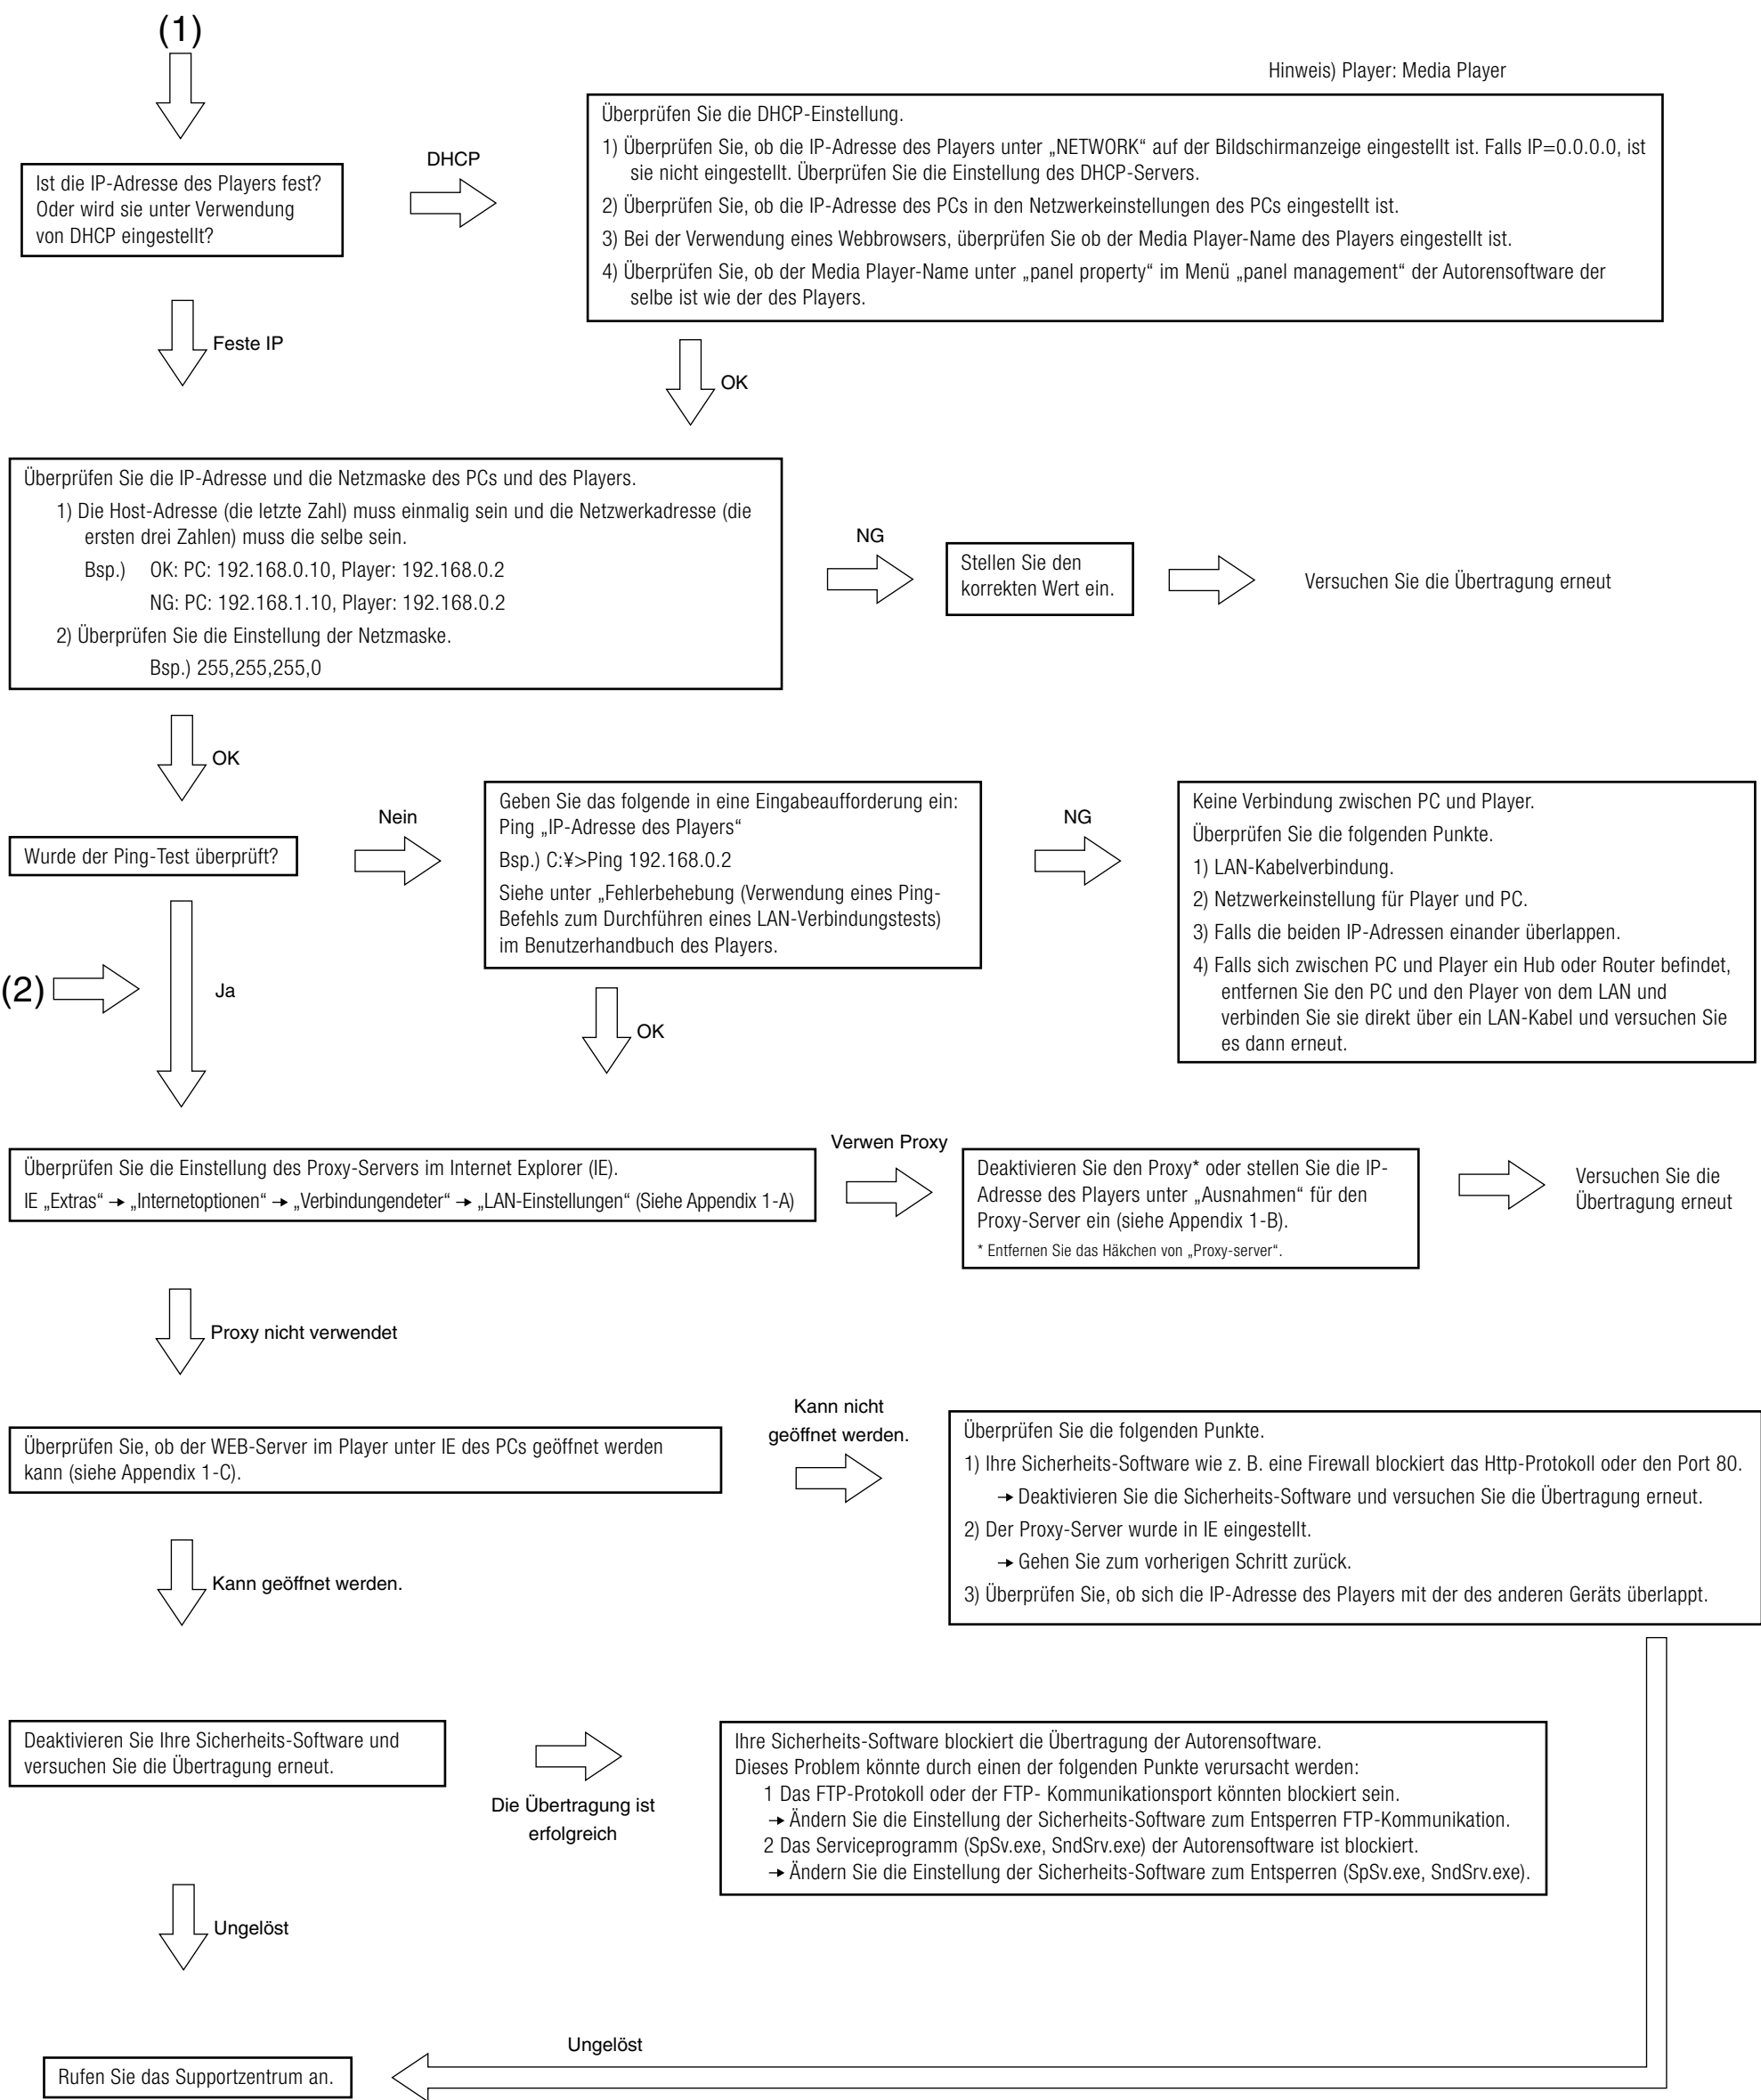 (1)
Hinweis) Player: Media Player
Ist die IP-Adresse des Players fest?
Oder wird sie unter Verwendung
von DHCP eingestellt?
DHCP
Überprüfen Sie die DHCP-Einstellung.
1) Überprüfen Sie, ob die IP-Adresse des Players unter „NETWORK“ auf der Bildschirmanzeige eingestellt ist. Falls IP=0.0.0.0, ist
sie nicht eingestellt. Überprüfen Sie die Einstellung des DHCP-Servers.
2) Überprüfen Sie, ob die IP-Adresse des PCs in den Netzwerkeinstellungen des PCs eingestellt ist.
3) Bei der Verwendung eines Webbrowsers, überprüfen Sie ob der Media Player-Name des Players eingestellt ist.
4) Überprüfen Sie, ob der Media Player-Name unter „panel property“ im Menü „panel management“ der Autorensoftware der
selbe ist wie der des Players.
Feste IP
OK
Überprüfen Sie die IP-Adresse und die Netzmaske des PCs und des Players.
1) Die Host-Adresse (die letzte Zahl) muss einmalig sein und die Netzwerkadresse (die
ersten drei Zahlen) muss die selbe sein.
Bsp.) OK: PC: 192.168.0.10, Player: 192.168.0.2
NG: PC: 192.168.1.10, Player: 192.168.0.2
2) Überprüfen Sie die Einstellung der Netzmaske.
Bsp.) 255,255,255,0
NG
Stellen Sie den
korrekten Wert ein.
Versuchen Sie die Übertragung erneut
OK
Wurde der Ping-Test überprüft?
Nein
Geben Sie das folgende in eine Eingabeaufforderung ein:
Ping „IP-Adresse des Players“
Bsp.) C:¥>Ping 192.168.0.2
Siehe unter „Fehlerbehebung (Verwendung eines Ping-
Befehls zum Durchführen eines LAN-Verbindungstests)
im Benutzerhandbuch des Players.
NG
Keine Verbindung zwischen PC und Player.
Überprüfen Sie die folgenden Punkte.
1) LAN-Kabelverbindung.
2) Netzwerkeinstellung für Player und PC.
3) Falls die beiden IP-Adressen einander überlappen.
4) Falls sich zwischen PC und Player ein Hub oder Router befindet,
entfernen Sie den PC und den Player von dem LAN und
verbinden Sie sie direkt über ein LAN-Kabel und versuchen Sie
es dann erneut.
(2)
Ja
OK
Überprüfen Sie die Einstellung des Proxy-Servers im Internet Explorer (IE).
IE „Extras“ → „Internetoptionen“ → „Verbindungendeter“ → „LAN-Einstellungen“ (Siehe Appendix 1-A)
Verwen Proxy
Deaktivieren Sie den Proxy* oder stellen Sie die IP-
Adresse des Players unter „Ausnahmen“ für den
Proxy-Server ein (siehe Appendix 1-B).
* Entfernen Sie das Häkchen von „Proxy-server“.
Versuchen Sie die
Übertragung erneut
Proxy nicht verwendet
Überprüfen Sie, ob der WEB-Server im Player unter IE des PCs geöffnet werden
kann (siehe Appendix 1-C).
Kann nicht
geöffnet werden.
Überprüfen Sie die folgenden Punkte.
1) Ihre Sicherheits-Software wie z. B. eine Firewall blockiert das Http-Protokoll oder den Port 80.
→ Deaktivieren Sie die Sicherheits-Software und versuchen Sie die Übertragung erneut.
2) Der Proxy-Server wurde in IE eingestellt.
→ Gehen Sie zum vorherigen Schritt zurück.
3) Überprüfen Sie, ob sich die IP-Adresse des Players mit der des anderen Geräts überlappt.
Kann geöffnet werden.
Deaktivieren Sie Ihre Sicherheits-Software und
versuchen Sie die Übertragung erneut.
Die Übertragung ist
erfolgreich
Ihre Sicherheits-Software blockiert die Übertragung der Autorensoftware.
Dieses Problem könnte durch einen der folgenden Punkte verursacht werden:
1 Das FTP-Protokoll oder der FTP- Kommunikationsport könnten blockiert sein.
→ Ändern Sie die Einstellung der Sicherheits-Software zum Entsperren FTP-Kommunikation.
2 Das Serviceprogramm (SpSv.exe, SndSrv.exe) der Autorensoftware ist blockiert.
→ Ändern Sie die Einstellung der Sicherheits-Software zum Entsperren (SpSv.exe, SndSrv.exe).
Ungelöst
Ungelöst
Rufen Sie das Supportzentrum an.